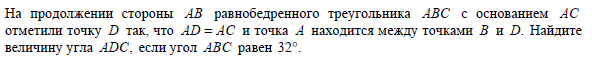 На продолжении стороны AB равнобедренного треугольника ABC с основанием AC
отметили точку D так, что AD = AC и точка A находится между точками B и D. Найдите
величину угла ADC, если угол ABC равен 32°.